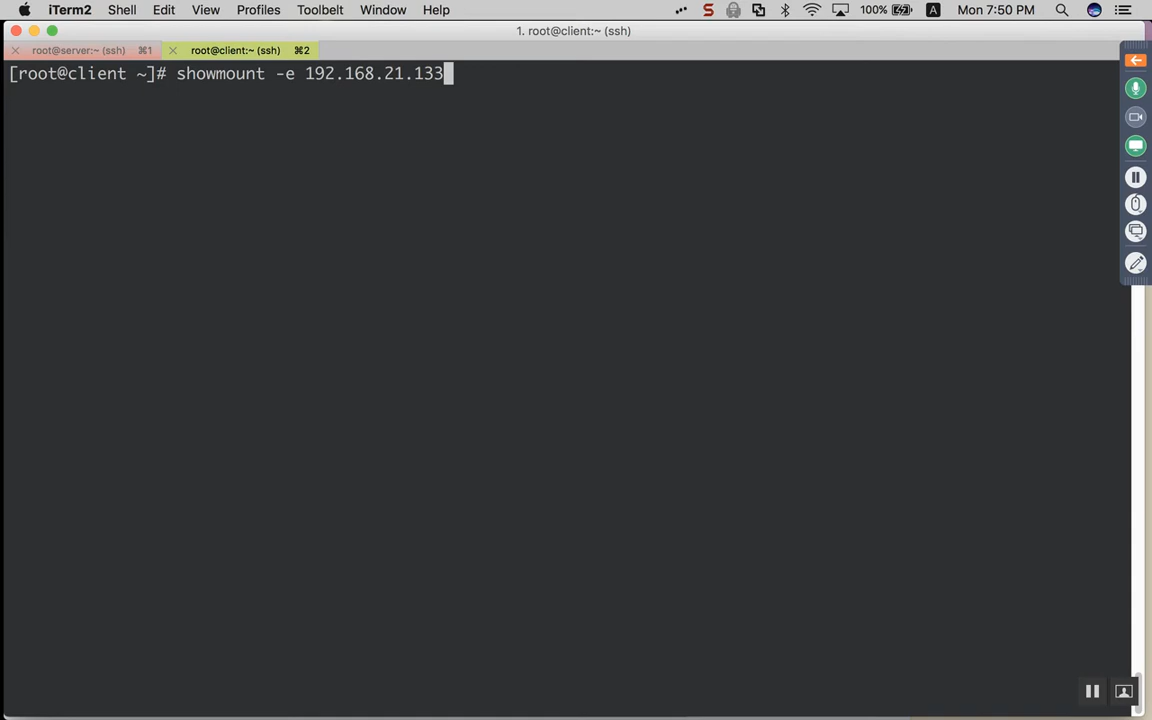 iTerm2 Shell Edit View Profiles Toolbelt Window Help 100% A Mon 7:50 PM
1. root@client:~ (ssh)
root@server:~ (ssh) ⌘1 root@client:~ (ssh) ⌘2
[root@client ~]# showmount -e 192.168.21.133